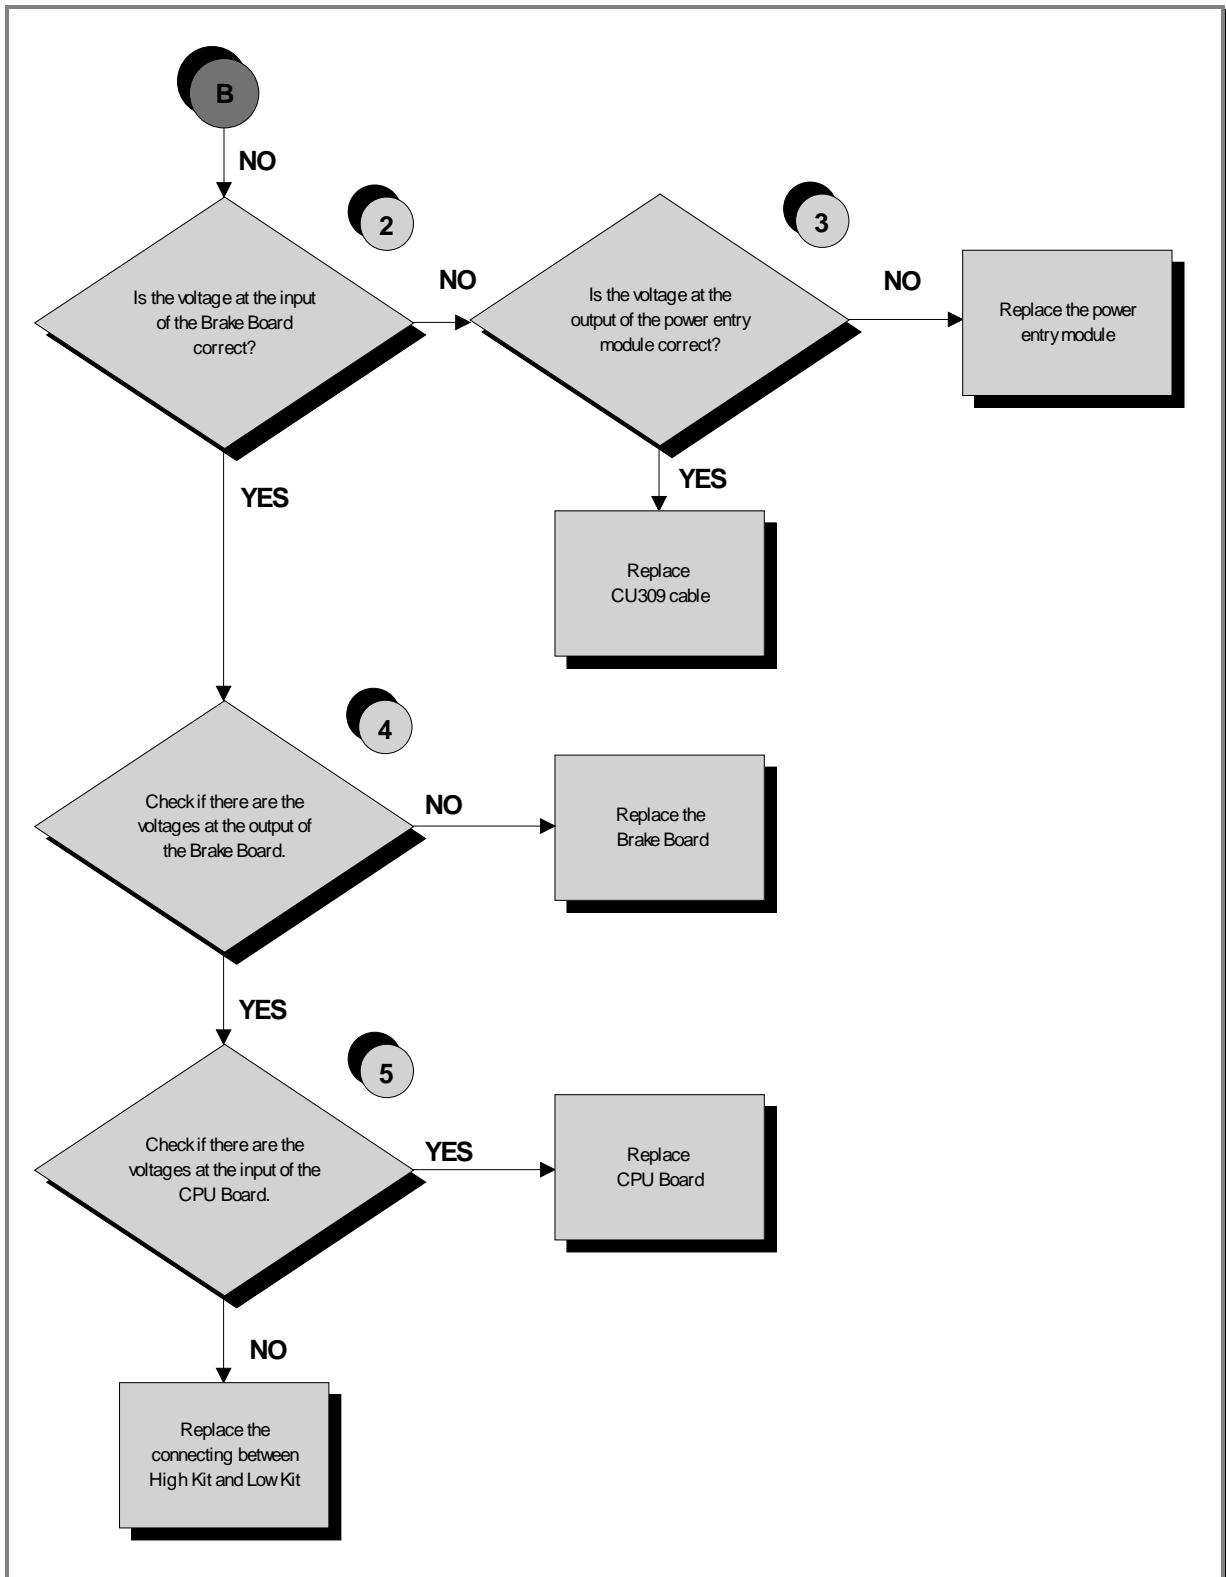 B
NO
2
3
Is the voltage at the input
of the Brake Board
correct?
NO
Is the voltage at the
output of the power entry
module correct?
NO
Replace the power
entry module
YES
YES
Replace
CU309 cable
4
Check if there are the
voltages at the output of
the Brake Board.
NO
Replace the
Brake Board
YES
5
Check if there are the
voltages at the input of the
CPU Board.
YES
Replace
CPU Board
NO
Replace the
connecting between
High Kit and Low Kit